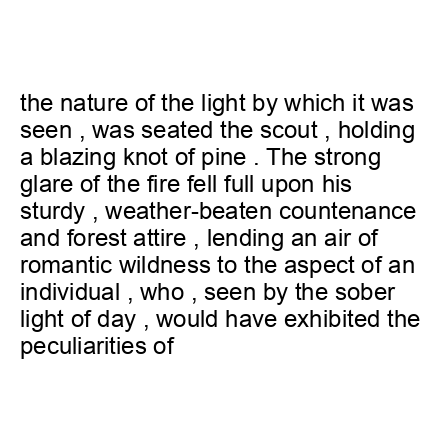 the nature of the light by which it was
seen , was seated the scout , holding
a blazing knot of pine . The strong
glare of the fire fell full upon his
sturdy , weather-beaten countenance
and forest attire , lending an air of
romantic wildness to the aspect of an
individual , who , seen by the sober
light of day , would have exhibited the
peculiarities of